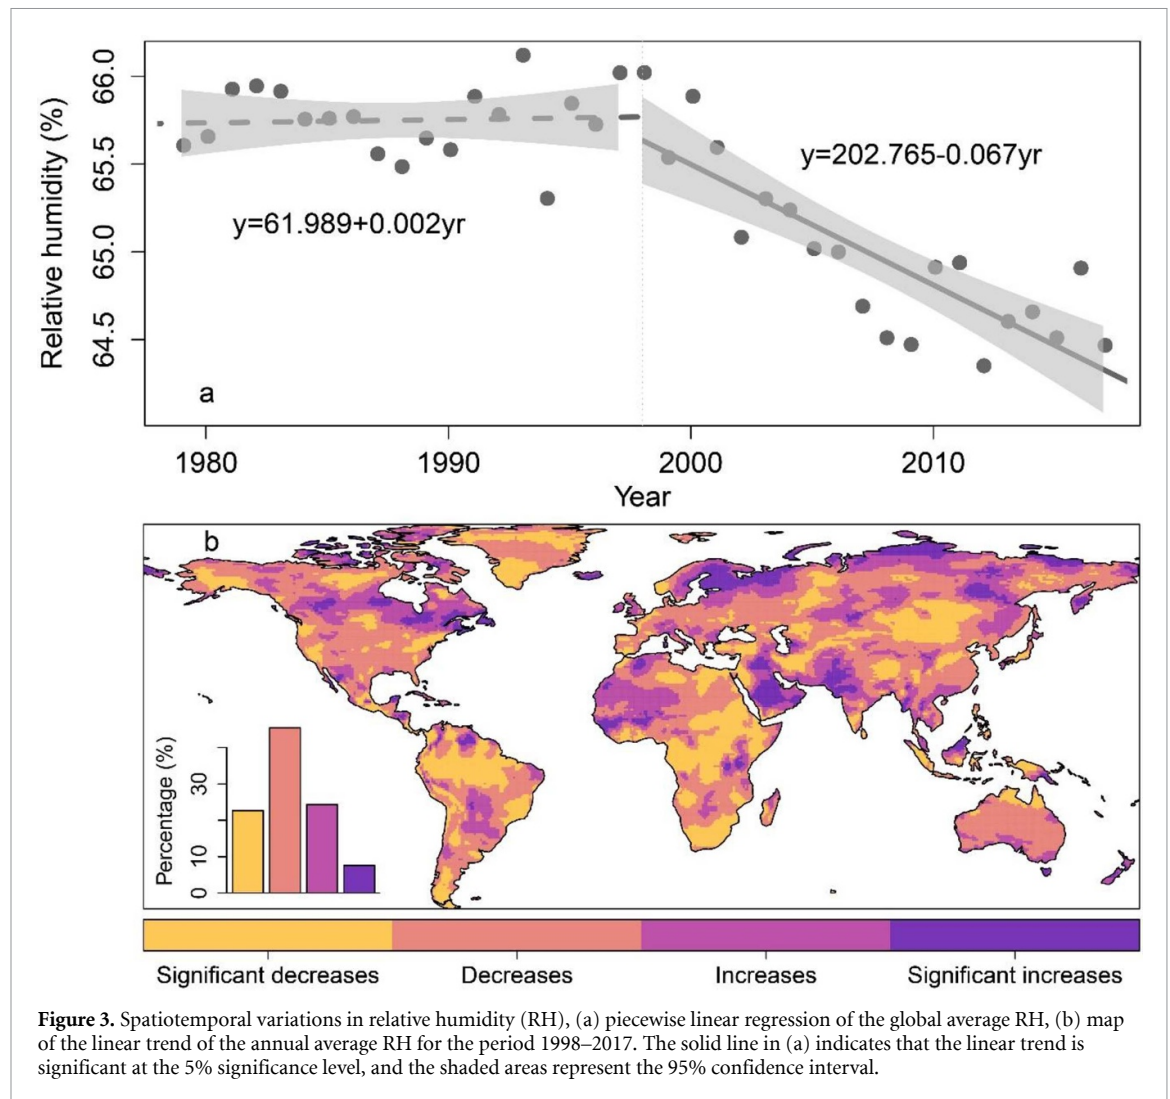 66.0
65.5
65.0
64.5
Relative humidity (%)
y=61.989+0.002yr
y=202.765-0.067yr
a
1980
1990
2000
2010
Year
b
Percentage (%)
30
10
0
Significant decreases
Decreases
Increases
Significant increases
Figure 3. Spatiotemporal variations in relative humidity (RH), (a) piecewise linear regression of the global average RH, (b) map
of the linear trend of the annual average RH for the period 1998–2017. The solid line in (a) indicates that the linear trend is
significant at the 5% significance level, and the shaded areas represent the 95% confidence interval.